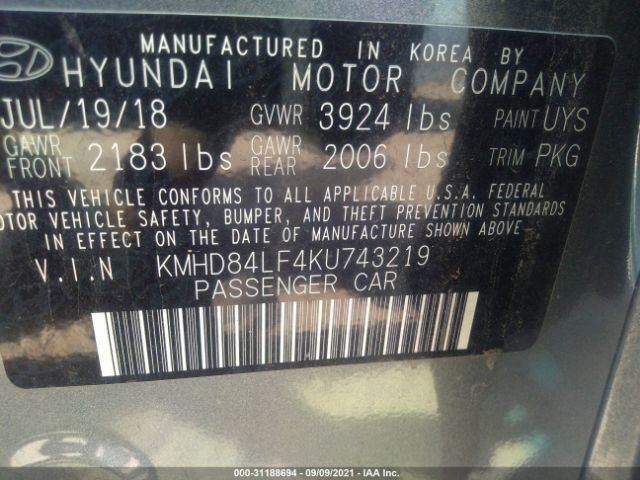 MANUFACTURED IN KOREA BY
HYUNDAI MOTOR COMPANY
JUL/19/18 GVWR 3924 lbs PAINT UYS
GAWR FRONT 2183 lbs GAWR REAR 2006 lbs TRIM PKG
THIS VEHICLE CONFORMS TO ALL APPLICABLE U.S.A. FEDERAL
MOTOR VEHICLE SAFETY, BUMPER, AND THEFT PREVENTION STANDARDS
IN EFFECT ON THE DATE OF MANUFACTURE SHOWN ABOVE.
V.I.N KMHD84LF4KU743219
PASSENGER CAR
000-31188694 - 09/09/2021 - IAA Inc.